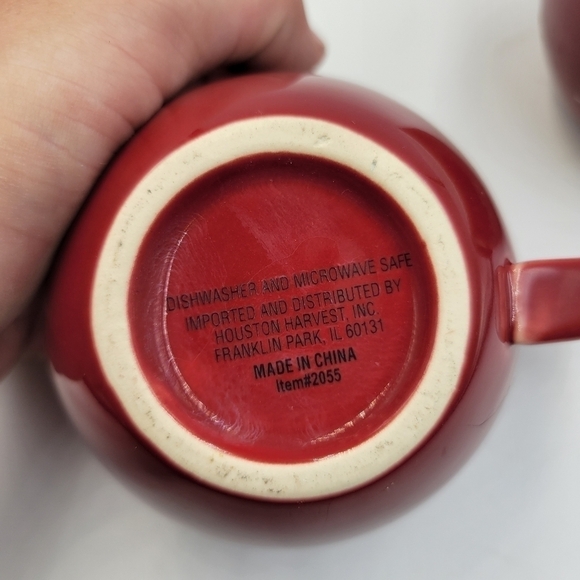 DISHWASHER AND MICROWAVE SAFE
IMPORTED AND DISTRIBUTED BY
HOUSTON HARVEST, INC.
FRANKLIN PARK, IL 60131
MADE IN CHINA
Item#2055